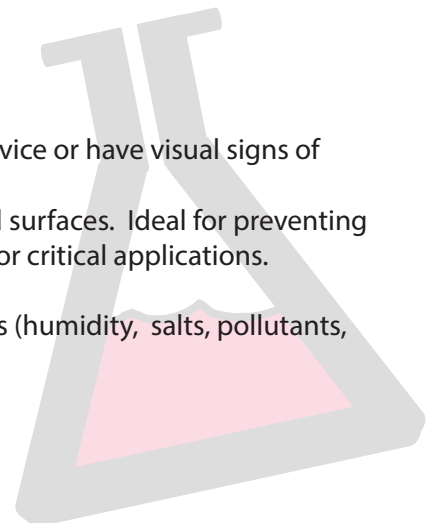 vice or have visual signs of
surfaces.  Ideal for preventing
or critical applications.
s (humidity,  salts, pollutants,